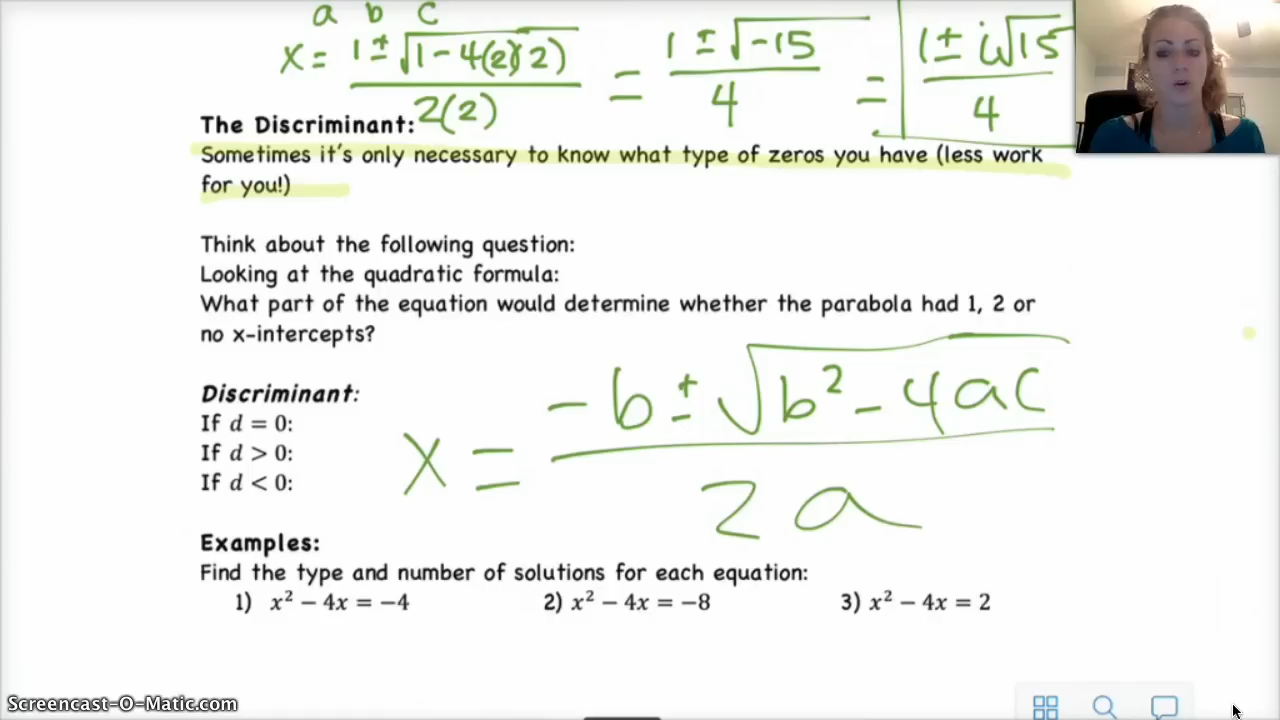 a b c
x = 1 ± √1 - 4(2)(2) / 2(2) = 1 ± √-15 / 4 = 1 ± i√15 / 4
The Discriminant:
Sometimes it's only necessary to know what type of zeros you have (less work
for you!)
Think about the following question:
Looking at the quadratic formula:
What part of the equation would determine whether the parabola had 1, 2 or
no x-intercepts?
Discriminant:
If d = 0:
If d > 0:
If d < 0:
x = -b ± √b² - 4ac / 2a
Examples:
Find the type and number of solutions for each equation:
1) x² − 4x = −4 2) x² − 4x = −8 3) x² − 4x = 2
Screencast-O-Matic.com